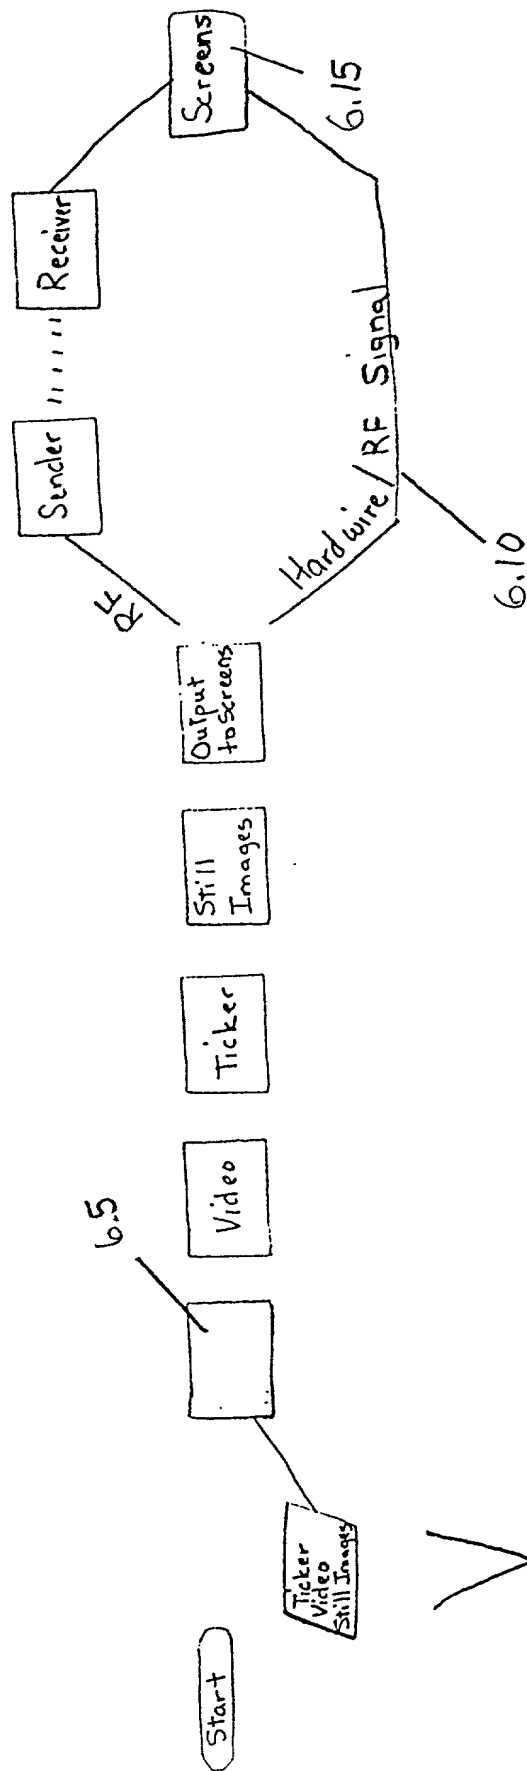 Start
Ticker
Video
Still Images
6.5
Video
Ticker
Still
Images
Output
to Screens
RF
Sender
Receiver
Hardwire / RF Signal
6.10
Screens
6.15